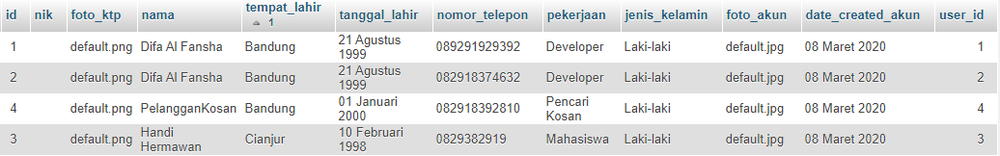 id nik foto_ktp nama tempat_lahir 1 tanggal_lahir nomor_telepon pekerjaan jenis_kelamin foto_akun date_created_akun user_id
1 default.png Difa Al Fansha Bandung 21 Agustus 1999 089291929392 Developer Laki-laki default.jpg 08 Maret 2020 1
2 default.png Difa Al Fansha Bandung 21 Agustus 1999 082918374632 Developer Laki-laki default.jpg 08 Maret 2020 2
4 default.png PelangganKosan Bandung 01 Januari 2000 082918392810 Pencari Kosan Laki-laki default.jpg 08 Maret 2020 4
3 default.png Handi Hermawan Cianjur 10 Februari 1998 0829382919 Mahasiswa Laki-laki default.jpg 08 Maret 2020 3